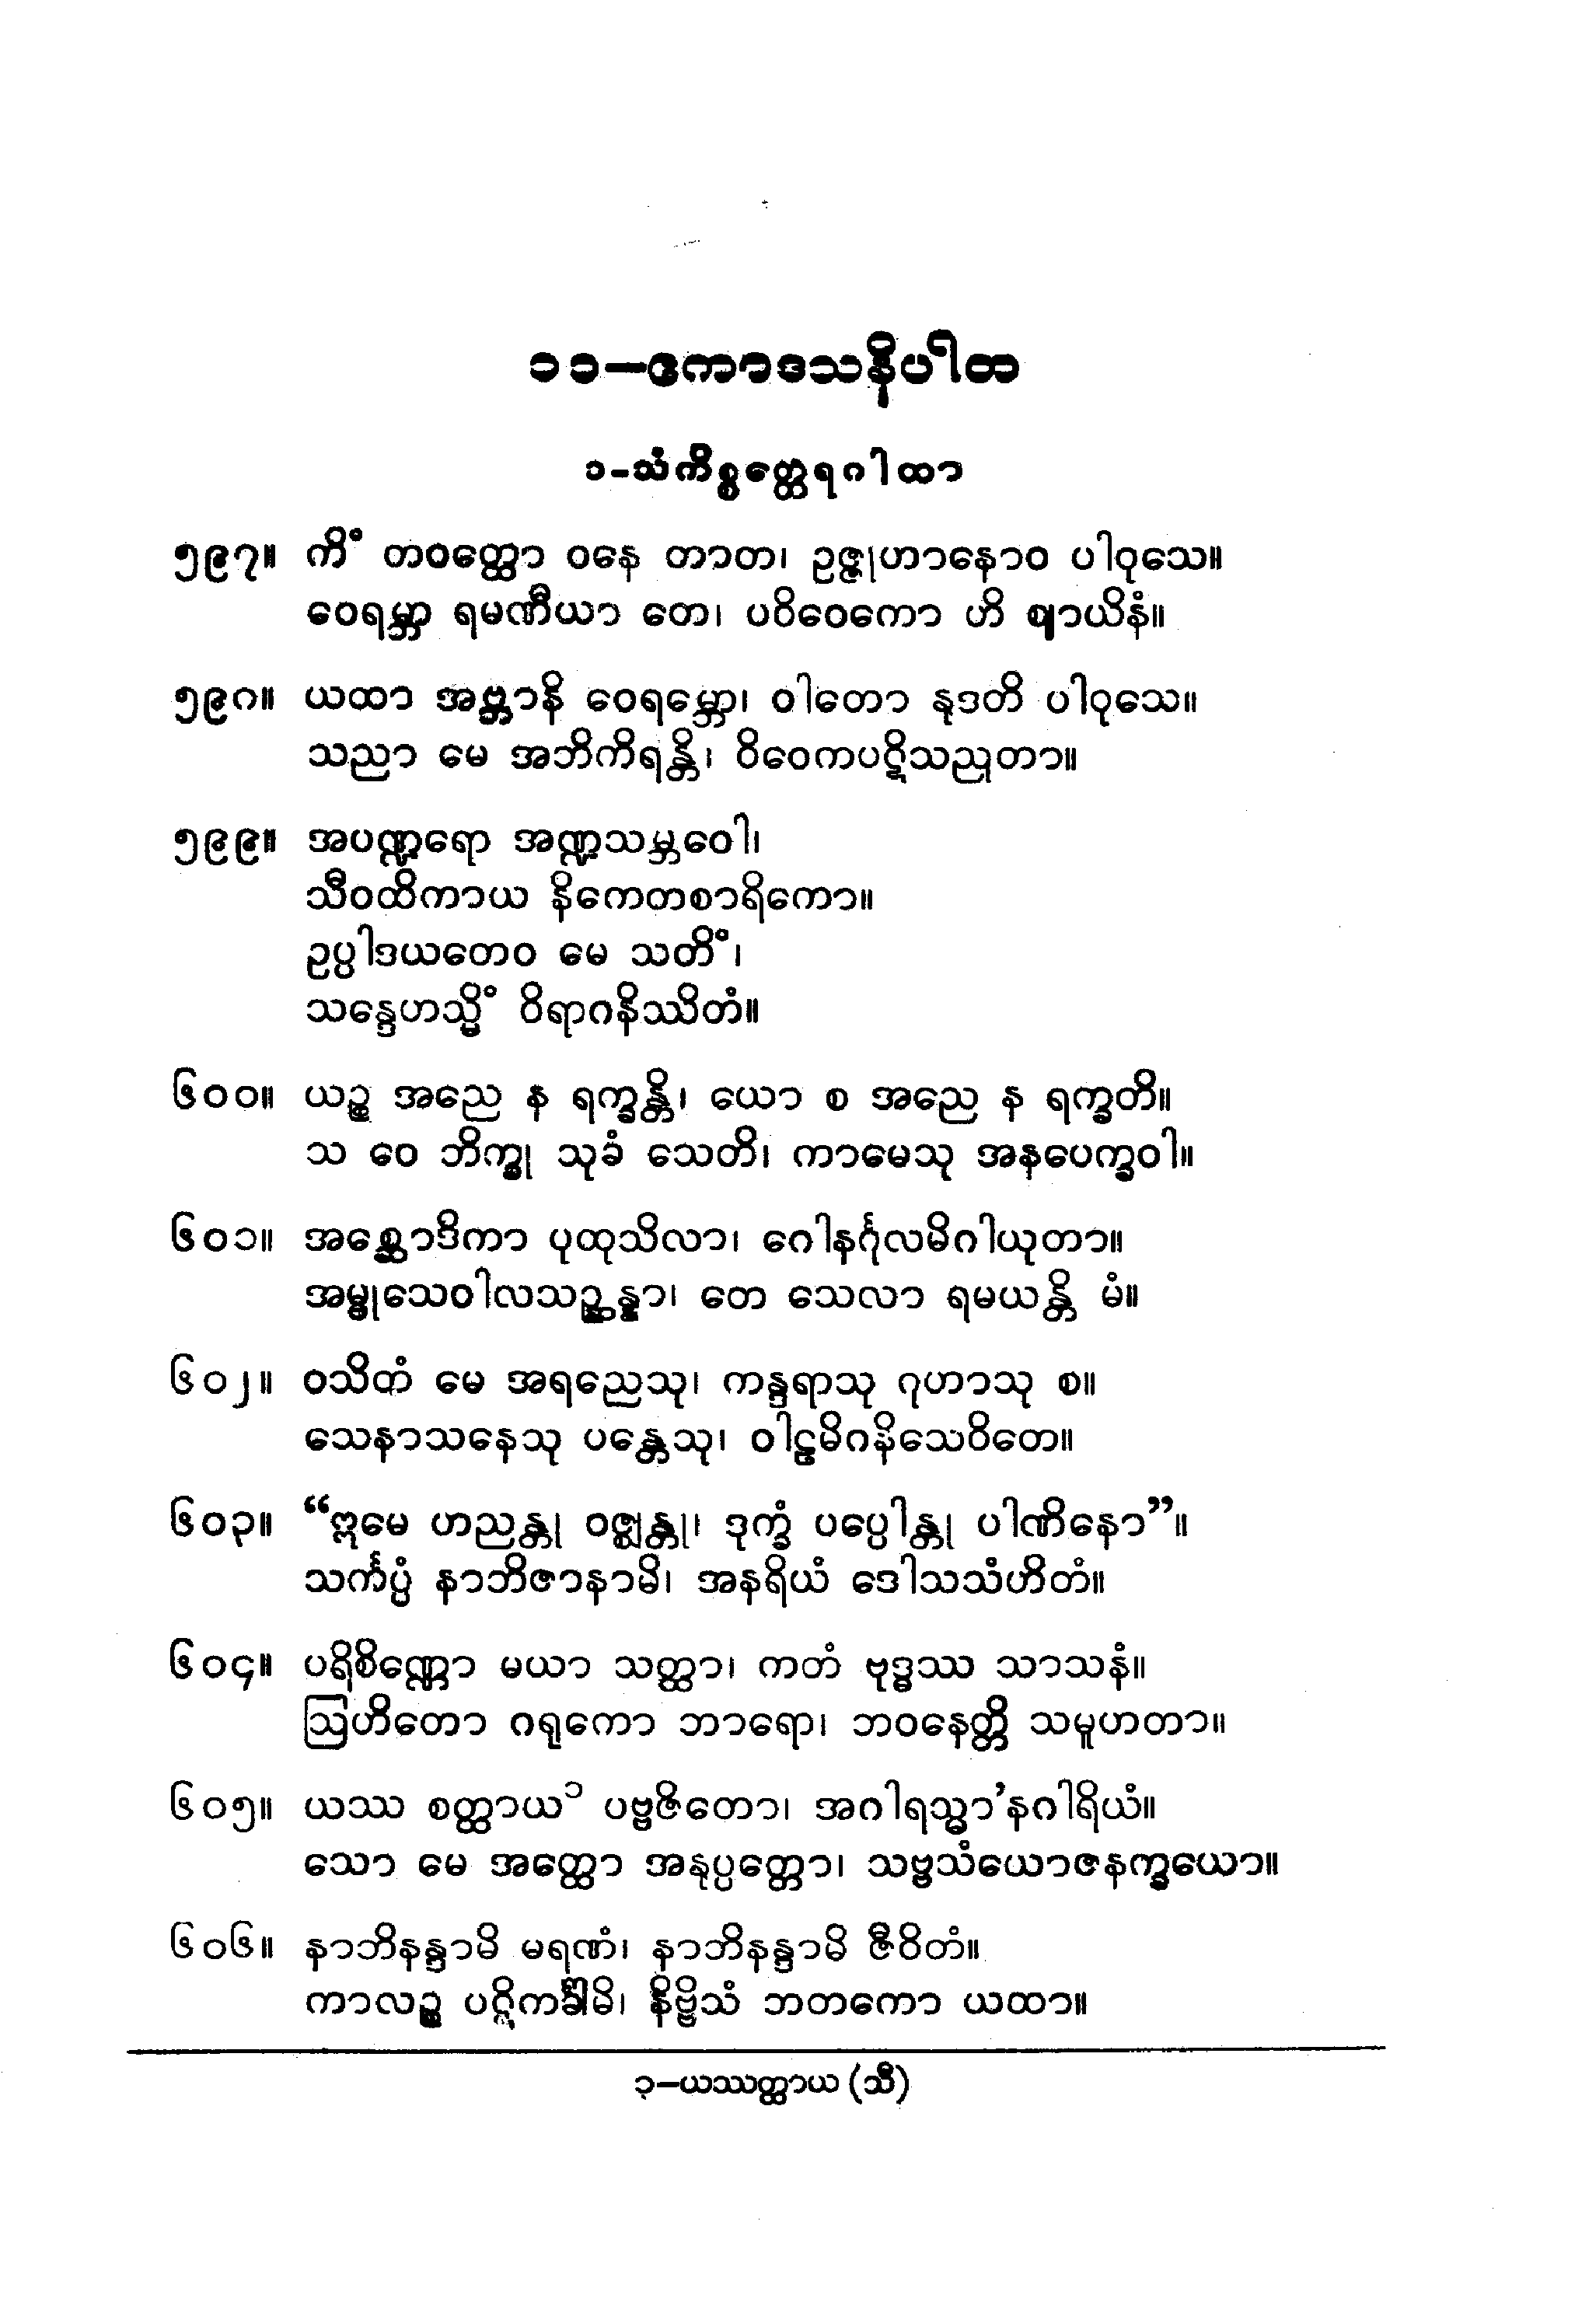 ၁၁–ဧကာဒသနိပါတ
၁-သံကိစ္စတ္ထေရဂါထာ
၅၉၇။ ကိံ တဝတ္ထော ဝနေ တာတ၊ ဥဇ္ဇုဟာနောဝ ပါဝုသေ။
ဝေရမ္ဘာ ရမဏီယာ တေ၊ ပဝိဝေကော ဟိ ဈာယိနံ။
၅၉၈။ ယထာ အဗ္ဘာနိ ဝေရမ္ဘော၊ ဝါတော နုဒတိ ပါဝုသေ။
သညာ မေ အဘိကိရန္တိ၊ ဝိဝေကပဋိသညုတာ။
၅၉၉။ အပဏ္ဍရော အဏ္ဍသမ္ဘဝေါ၊
သီဝထိကာယ နိကေတစာရိကော။
ဥပ္ပါဒယတေဝ မေ သတိံ၊
သန္ဒေဟသ္မိံ ဝိရာဂနိဿိတံ။
၆၀၀။ ယဉ္စ အညေ န ရက္ခန္တိ၊ ယော စ အညေ န ရက္ခတိ။
သ ဝေ ဘိက္ခု သုခံ သေတိ၊ ကာမေသု အနပေက္ခဝါ။
၆၀၁။ အစ္ဆောဒိကာ ပုထုသိလာ၊ ဂေါနင်္ဂုလမိဂါယုတာ။
အမ္ဗုသေဝါလသဉ္ဆန္နာ၊ တေ သေလာ ရမယန္တိ မံ။
၆၀၂။ ဝသိတံ မေ အရညေသု၊ ကန္ဒရာသု ဂုဟာသု စ။
သေနာသနေသု ပန္တေသု၊ ဝါဠမိဂနိသေဝိတေ။
၆၀၃။ “ဣမေ ဟညန္တု ဝဇ္ဈန္တု၊ ဒုက္ခံ ပပ္ပေါန္တု ပါဏိနော”။
သင်္ကပ္ပံ နာဘိဇာနာမိ၊ အနရိယံ ဒေါသသံဟိတံ။
၆၀၄။ ပရိစိဏ္ဏော မယာ သတ္ထာ၊ ကတံ ဗုဒ္ဓဿ သာသနံ။
ဩဟိတော ဂရုကော ဘာရော၊ ဘဝနေတ္တိ သမူဟတာ။
၆၀၅။ ယဿ စတ္ထာယ၁ ပဗ္ဗဇိတော၊ အဂါရသ္မာ’နဂါရိယံ။
သော မေ အတ္ထော အနုပ္ပတ္တော၊ သဗ္ဗသံယောဇနက္ခယော။
၆၀၆။ နာဘိနန္ဒာမိ မရဏံ၊ နာဘိနန္ဒာမိ ဇီဝိတံ။
ကာလဉ္စ ပဋိကင်္ခါမိ၊ နိဗ္ဗိသံ ဘတကော ယထာ။
၃–ယဿတ္ထာယ (သီ)